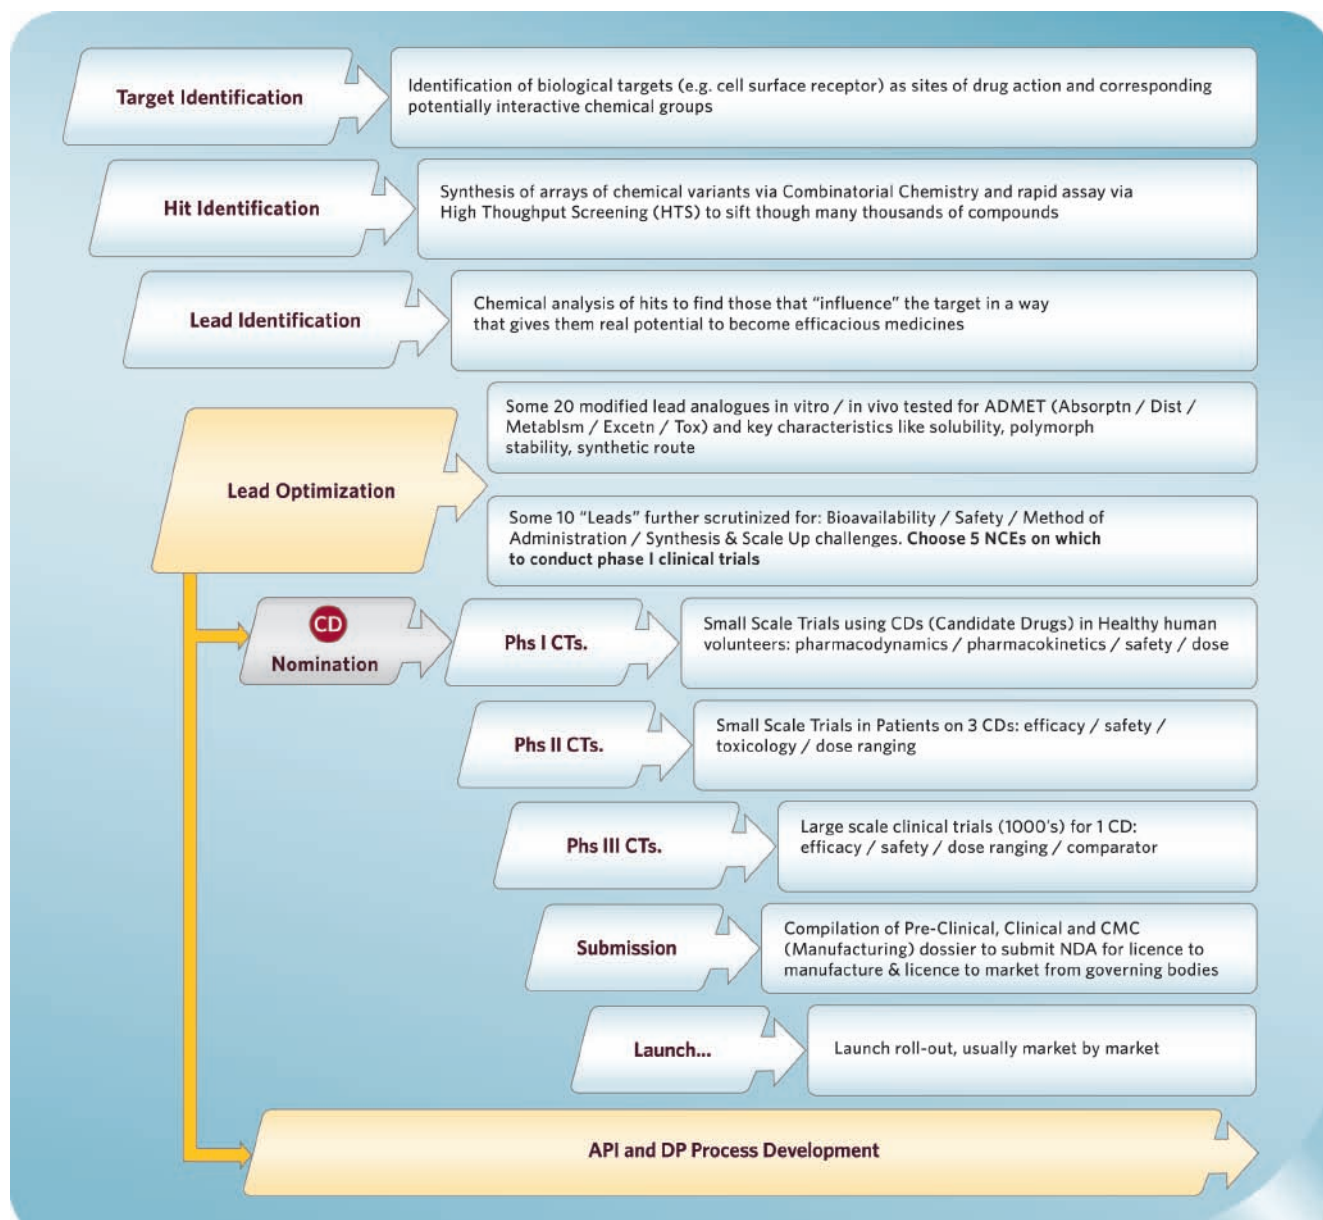 Target Identification
Identification of biological targets (e.g. cell surface receptor) as sites of drug action and corresponding
potentially interactive chemical groups
Hit Identification
Synthesis of arrays of chemical variants via Combinatorial Chemistry and rapid assay via
High Thoughput Screening (HTS) to sift though many thousands of compounds
Lead Identification
Chemical analysis of hits to find those that “influence” the target in a way
that gives them real potential to become efficacious medicines
Lead Optimization
Some 20 modified lead analogues in vitro / in vivo tested for ADMET (Absorptn / Dist /
Metablsm / Excetn / Tox) and key characteristics like solubility, polymorph
stability, synthetic route
Some 10 “Leads” further scrutinized for: Bioavailability / Safety / Method of
Administration / Synthesis & Scale Up challenges. Choose 5 NCEs on which
to conduct phase I clinical trials
CD
Nomination
Phs I CTs.
Small Scale Trials using CDs (Candidate Drugs) in Healthy human
volunteers: pharmacodynamics / pharmacokinetics / safety / dose
Phs II CTs.
Small Scale Trials in Patients on 3 CDs: efficacy / safety /
toxicology / dose ranging
Phs III CTs.
Large scale clinical trials (1000's) for 1 CD:
efficacy / safety / dose ranging / comparator
Submission
Compilation of Pre-Clinical, Clinical and CMC
(Manufacturing) dossier to submit NDA for licence to
manufacture & licence to market from governing bodies
Launch...
Launch roll-out, usually market by market
API and DP Process Development